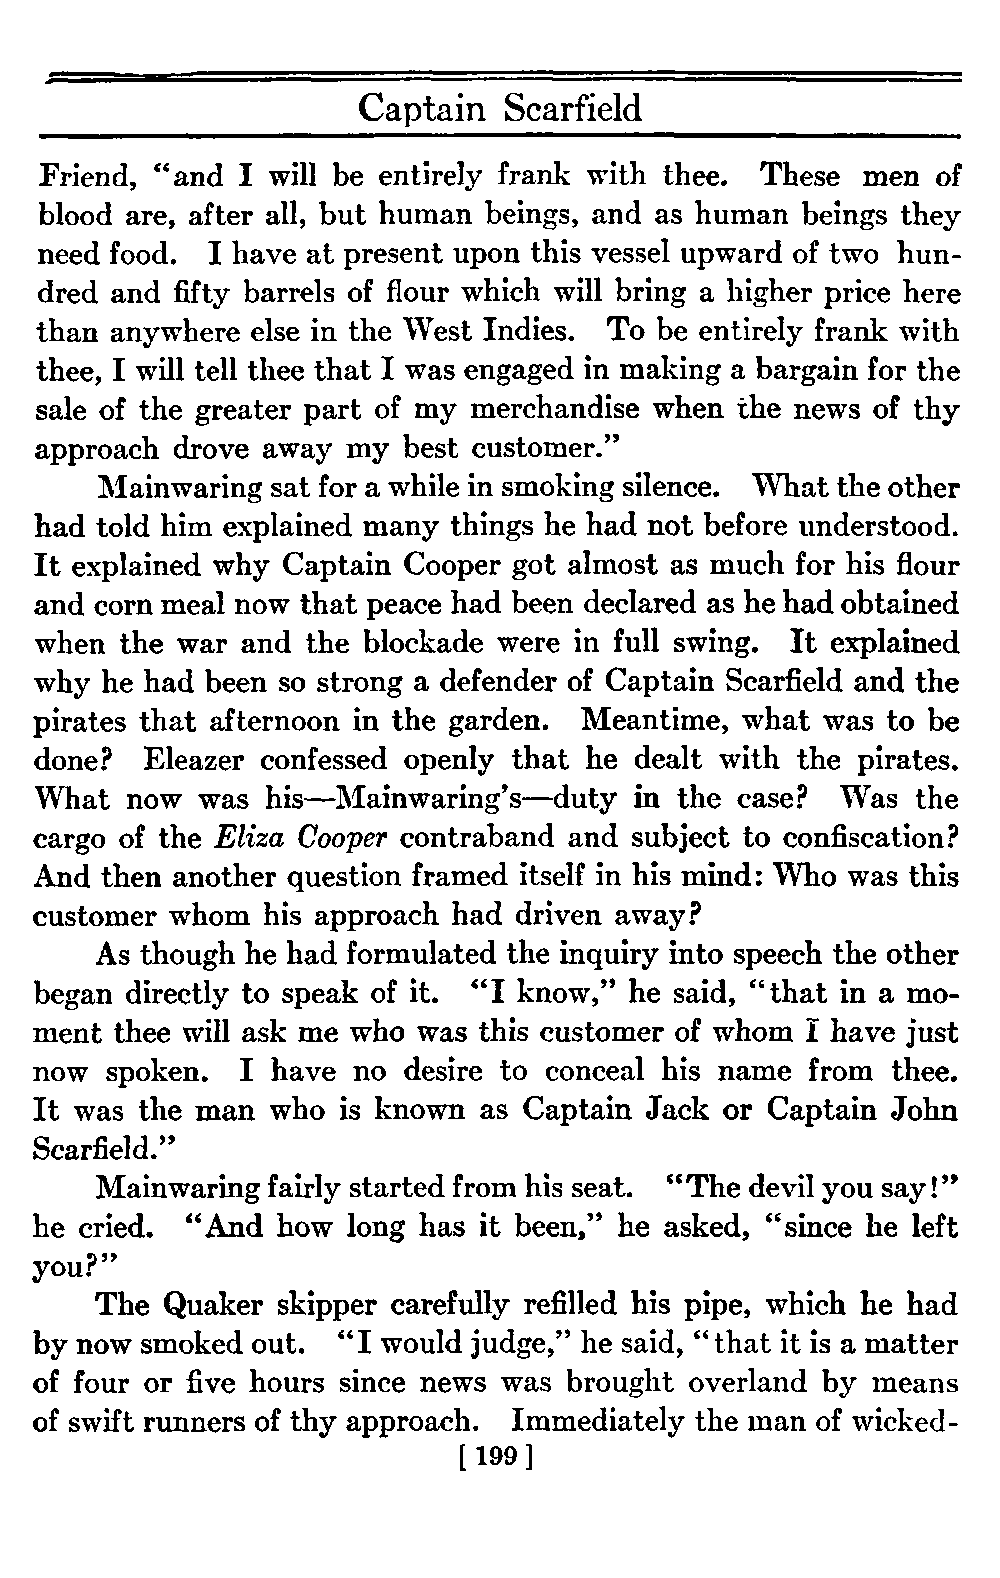 Captain Scarfield
Friend, “and I will be entirely frank with thee. These men of
blood are, after all, but human beings, and as human beings they
need food. I have at present upon this vessel upward of two hun-
dred and fifty barrels of flour which will bring a higher price here
than anywhere else in the West Indies. To be entirely frank with
thee, I will tell thee that I was engaged in making a bargain for the
sale of the greater part of my merchandise when the news of thy
approach drove away my best customer.”
Mainwaring sat for a while in smoking silence. What the other
had told him explained many things he had not before understood.
It explained why Captain Cooper got almost as much for his flour
and corn meal now that peace had been declared as he had obtained
when the war and the blockade were in full swing. It explained
why he had been so strong a defender of Captain Scarfield and the
pirates that afternoon in the garden. Meantime, what was to be
done? Eleazer confessed openly that he dealt with the pirates.
What now was his—Mainwaring’s—duty in the case? Was the
cargo of the Eliza Cooper contraband and subject to confiscation?
And then another question framed itself in his mind: Who was this
customer whom his approach had driven away?
As though he had formulated the inquiry into speech the other
began directly to speak of it. “I know,” he said, “that in a mo-
ment thee will ask me who was this customer of whom I have just
now spoken. I have no desire to conceal his name from thee.
It was the man who is known as Captain Jack or Captain John
Scarfield.”
Mainwaring fairly started from his seat. “The devil you say!”
he cried. “And how long has it been,” he asked, “since he left
you?”
The Quaker skipper carefully refilled his pipe, which he had
by now smoked out. “I would judge,” he said, “that it is a matter
of four or five hours since news was brought overland by means
of swift runners of thy approach. Immediately the man of wicked-
[ 199 ]